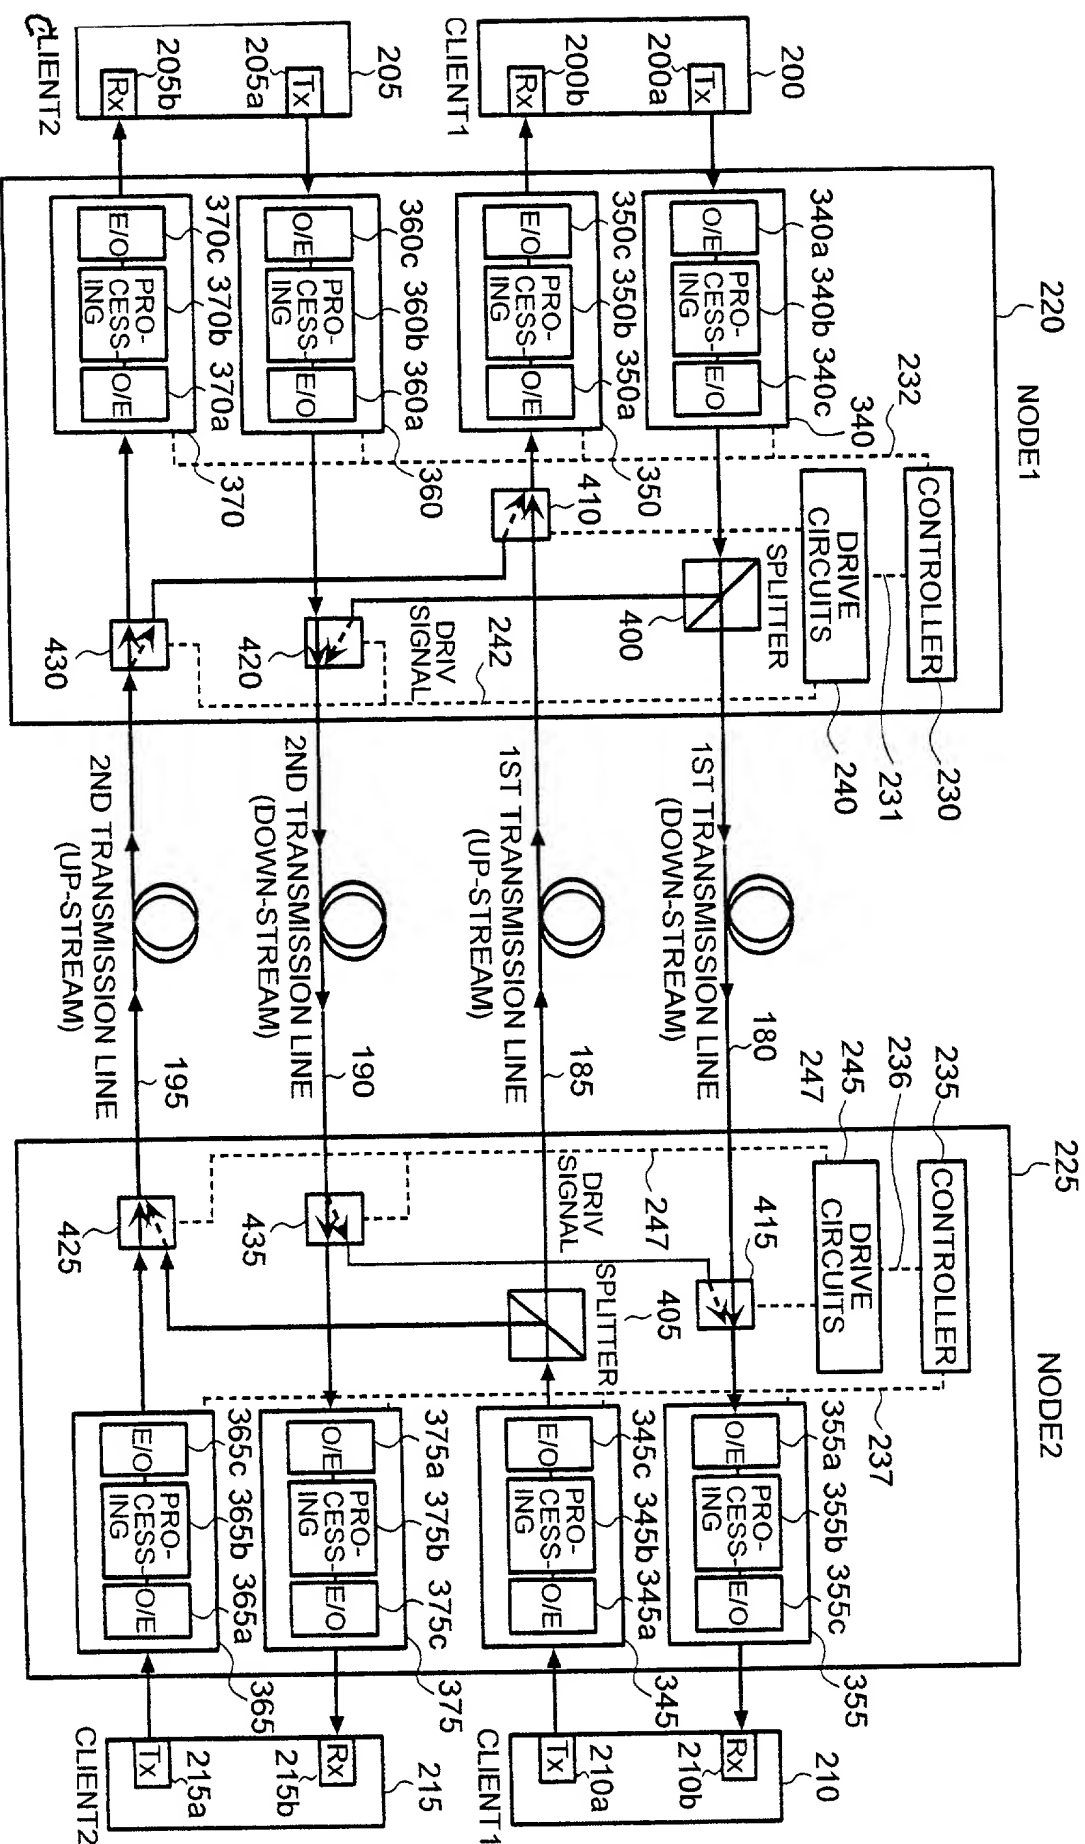 220
NODE1
225
NODE2
CONTROLLER
230
232
231
DRIVE
CIRCUITS
240
235
CONTROLLER
236
245
247
DRIVE
CIRCUITS
237
200
Tx
200a
200b
Rx
CLIENT1
340a 340b 340c
O/E
PRO-
CESS-
ING
E/O
340
SPLITTER
400
1ST TRANSMISSION LINE
(DOWN-STREAM)
180
415
355a 355b 355c
O/E
PRO-
CESS-
ING
E/O
355
210
Rx
210b
210a
Tx
CLIENT1
350c 350b 350a
E/O
PRO-
CESS-
ING
O/E
350
410
242
DRIV
SIGNAL
1ST TRANSMISSION LINE
(UP-STREAM)
185
247
DRIV
SIGNAL
405
SPLITTER
345c 345b 345a
E/O
PRO-
CESS-
ING
O/E
345
205
Tx
205a
205b
Rx
CLIENT2
360c 360b 360a
O/E
PRO-
CESS-
ING
E/O
360
420
2ND TRANSMISSION LINE
(DOWN-STREAM)
190
435
375a 375b 375c
O/E
PRO-
CESS-
ING
E/O
375
215
Rx
215b
215a
Tx
CLIENT2
370c 370b 370a
E/O
PRO-
CESS-
ING
O/E
370
430
2ND TRANSMISSION LINE
(UP-STREAM)
195
425
365c 365b 365a
E/O
PRO-
CESS-
ING
O/E
365